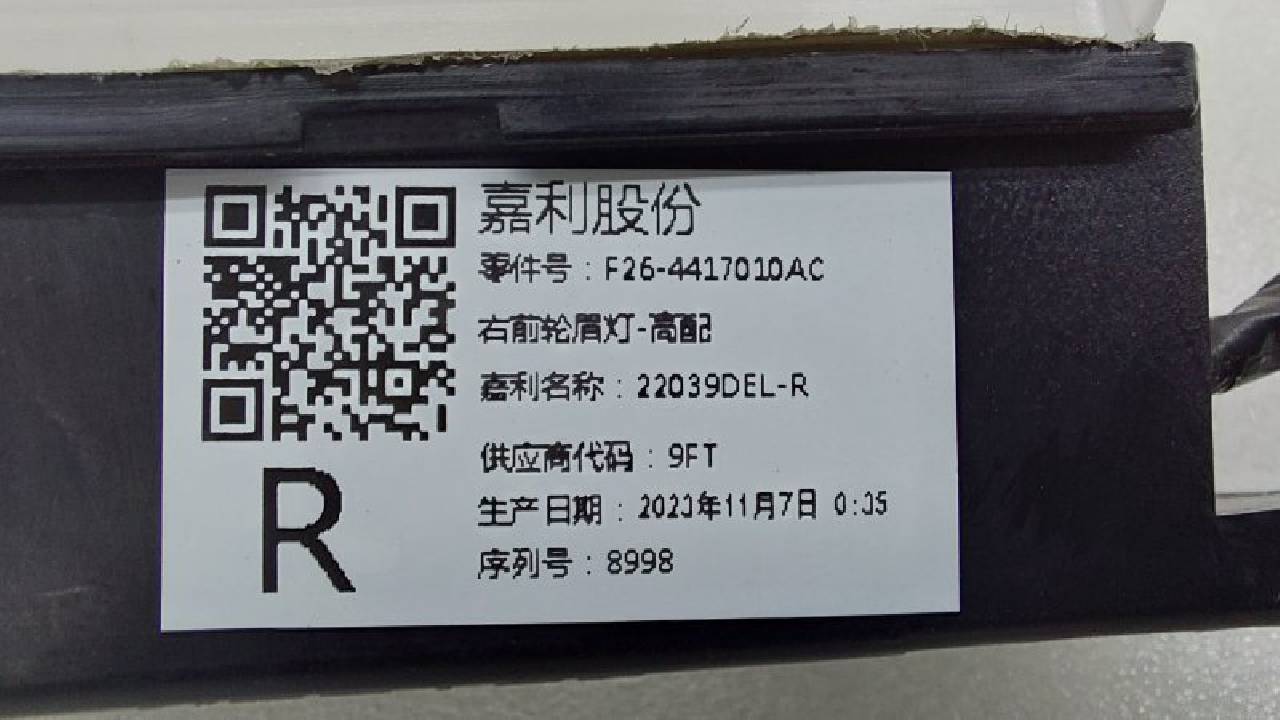 嘉利股份
零件号：F26-4417010AC
右前轮眉灯-高配
嘉利名称：22039DEL-R
供应商代码：9FT
生产日期：2023年11月7日 0:35
序列号：8998
R